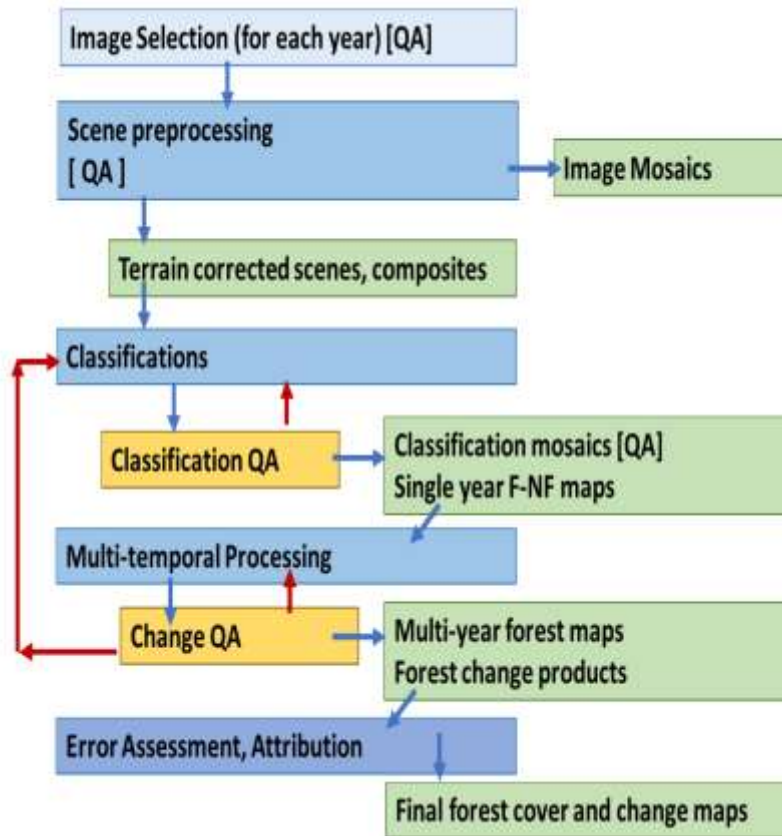 Image Selection (for each year) [QA]
Scene preprocessing
[ QA ]
Image Mosaics
Terrain corrected scenes, composites
Classifications
Classification QA
Classification mosaics [QA]
Single year F-NF maps
Multi-temporal Processing
Change QA
Multi-year forest maps
Forest change products
Error Assessment, Attribution
Final forest cover and change maps